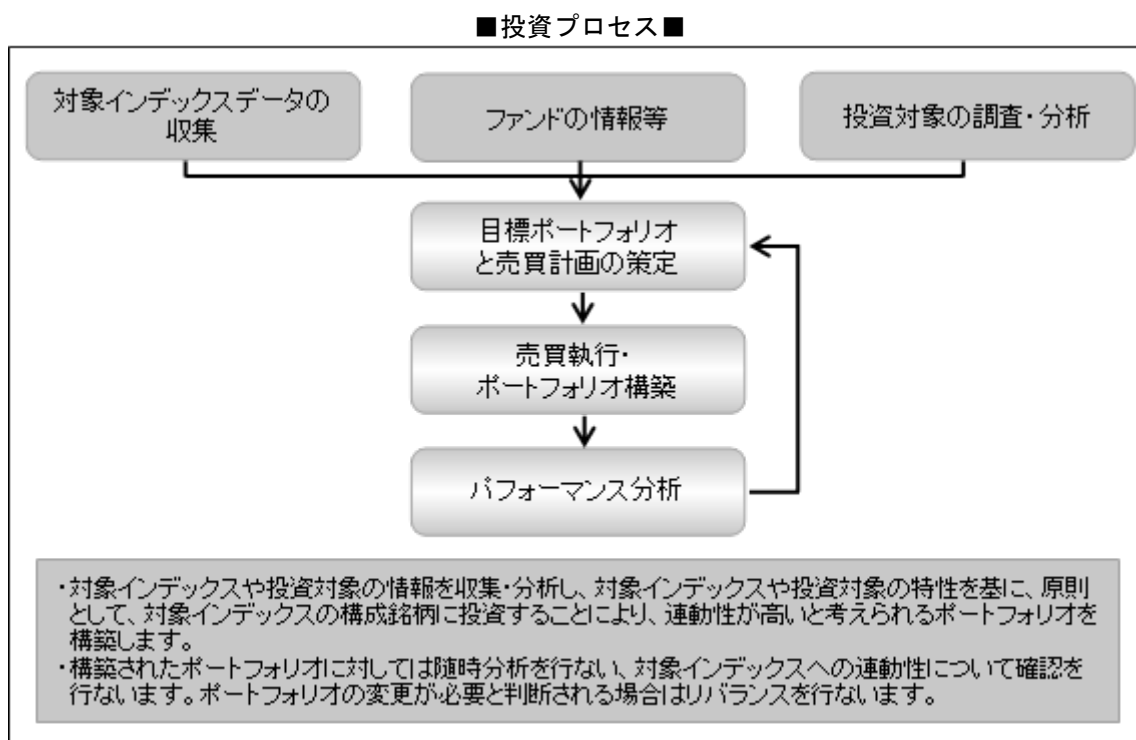 ■投資プロセス■
対象インデックスデータの
収集
ファンドの情報等
投資対象の調査・分析
目標ポートフォリオ
と売買計画の策定
売買執行・
ポートフォリオ構築
パフォーマンス分析
・対象インデックスや投資対象の情報を収集・分析し、対象インデックスや投資対象の特性を基に、原則
として、対象インデックスの構成銘柄に投資することにより、連動性が高いと考えられるポートフォリオを
構築します。
・構築されたポートフォリオに対しては随時分析を行ない、対象インデックスへの連動性について確認を
行ないます。ポートフォリオの変更が必要と判断される場合はリバランスを行ないます。